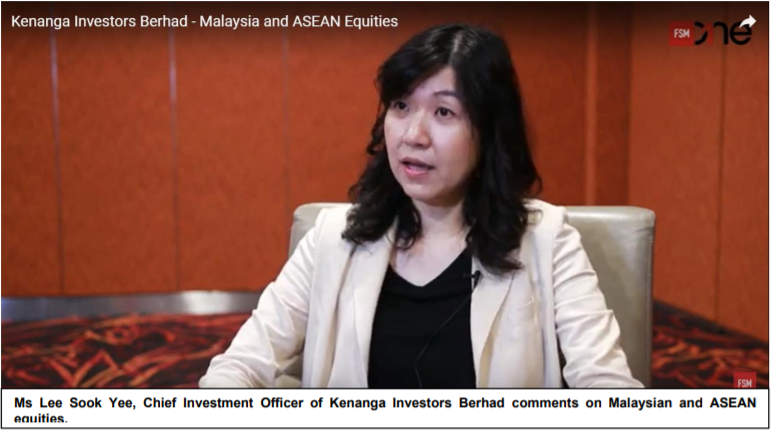 Kenanga Investors Berhad - Malaysia and ASEAN Equities
FSM one
FSM
Ms Lee Sook Yee, Chief Investment Officer of Kenanga Investors Berhad comments on Malaysian and ASEAN
equities.